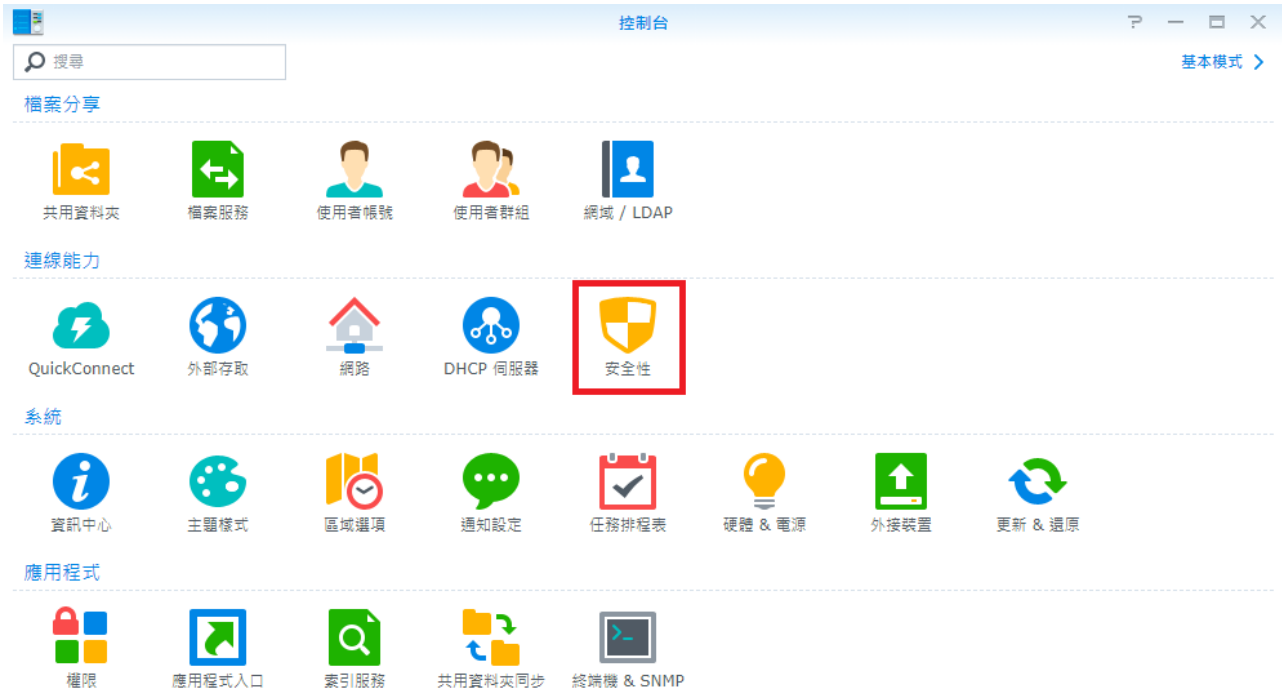 控制台
搜尋
基本模式
檔案分享
共用資料夾 檔案服務 使用者帳號 使用者群組 網域 / LDAP
連線能力
QuickConnect 外部存取 網路 DHCP 伺服器 安全性
系統
資訊中心 主題樣式 區域選項 通知設定 任務排程表 硬體 & 電源 外接裝置 更新 & 還原
應用程式
權限 應用程式入口 索引服務 共用資料夾同步 終端機 & SNMP